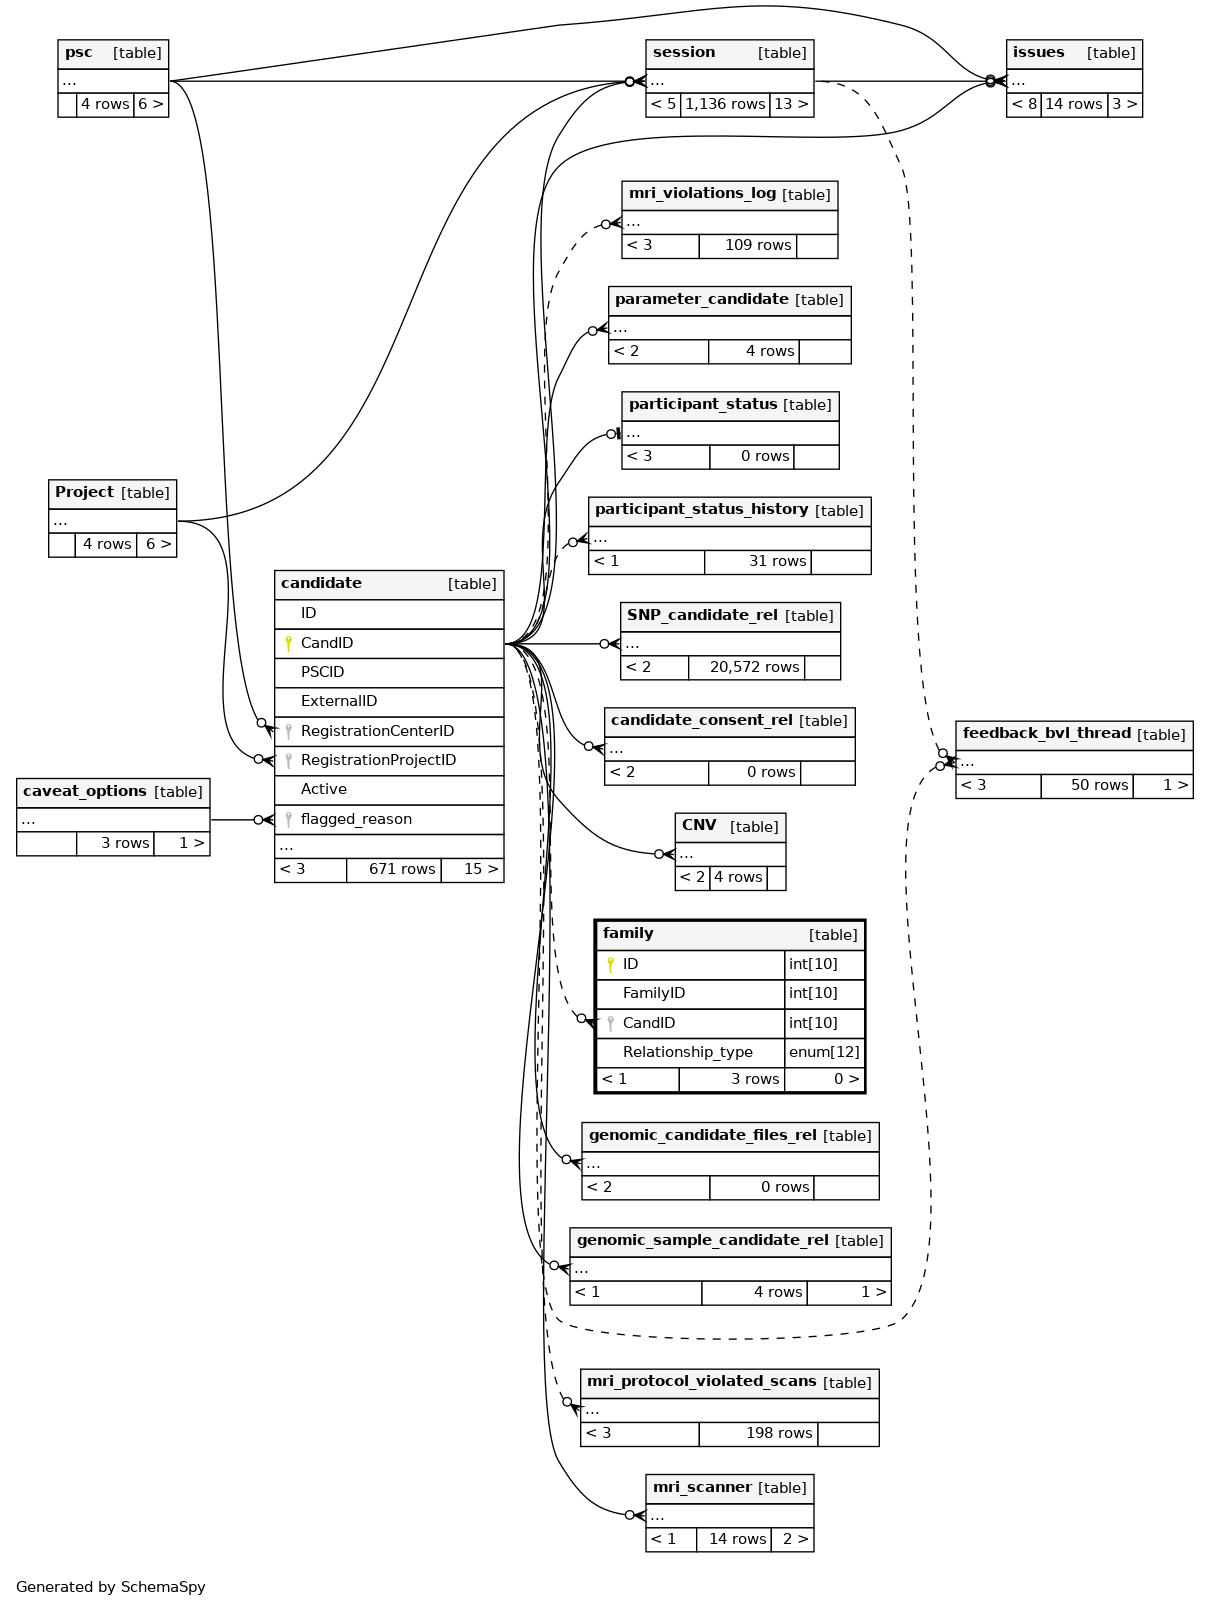 psc [table]
...
4 rows 6 >
session [table]
...
< 5 1,136 rows 13 >
issues [table]
...
< 8 14 rows 3 >
mri_violations_log [table]
...
< 3 109 rows
parameter_candidate [table]
...
< 2 4 rows
participant_status [table]
...
< 3 0 rows
Project [table]
...
4 rows 6 >
participant_status_history [table]
...
< 1 31 rows
candidate [table]
ID
CandID
PSCID
ExternalID
RegistrationCenterID
RegistrationProjectID
Active
flagged_reason
...
< 3 671 rows 15 >
SNP_candidate_rel [table]
...
< 2 20,572 rows
candidate_consent_rel [table]
...
< 2 0 rows
feedback_bvl_thread [table]
...
< 3 50 rows 1 >
caveat_options [table]
...
3 rows 1 >
CNV [table]
...
< 2 4 rows
family [table]
ID int[10]
FamilyID int[10]
CandID int[10]
Relationship_type enum[12]
< 1 3 rows 0 >
genomic_candidate_files_rel [table]
...
< 2 0 rows
genomic_sample_candidate_rel [table]
...
< 1 4 rows 1 >
mri_protocol_violated_scans [table]
...
< 3 198 rows
mri_scanner [table]
...
< 1 14 rows 2 >
Generated by SchemaSpy